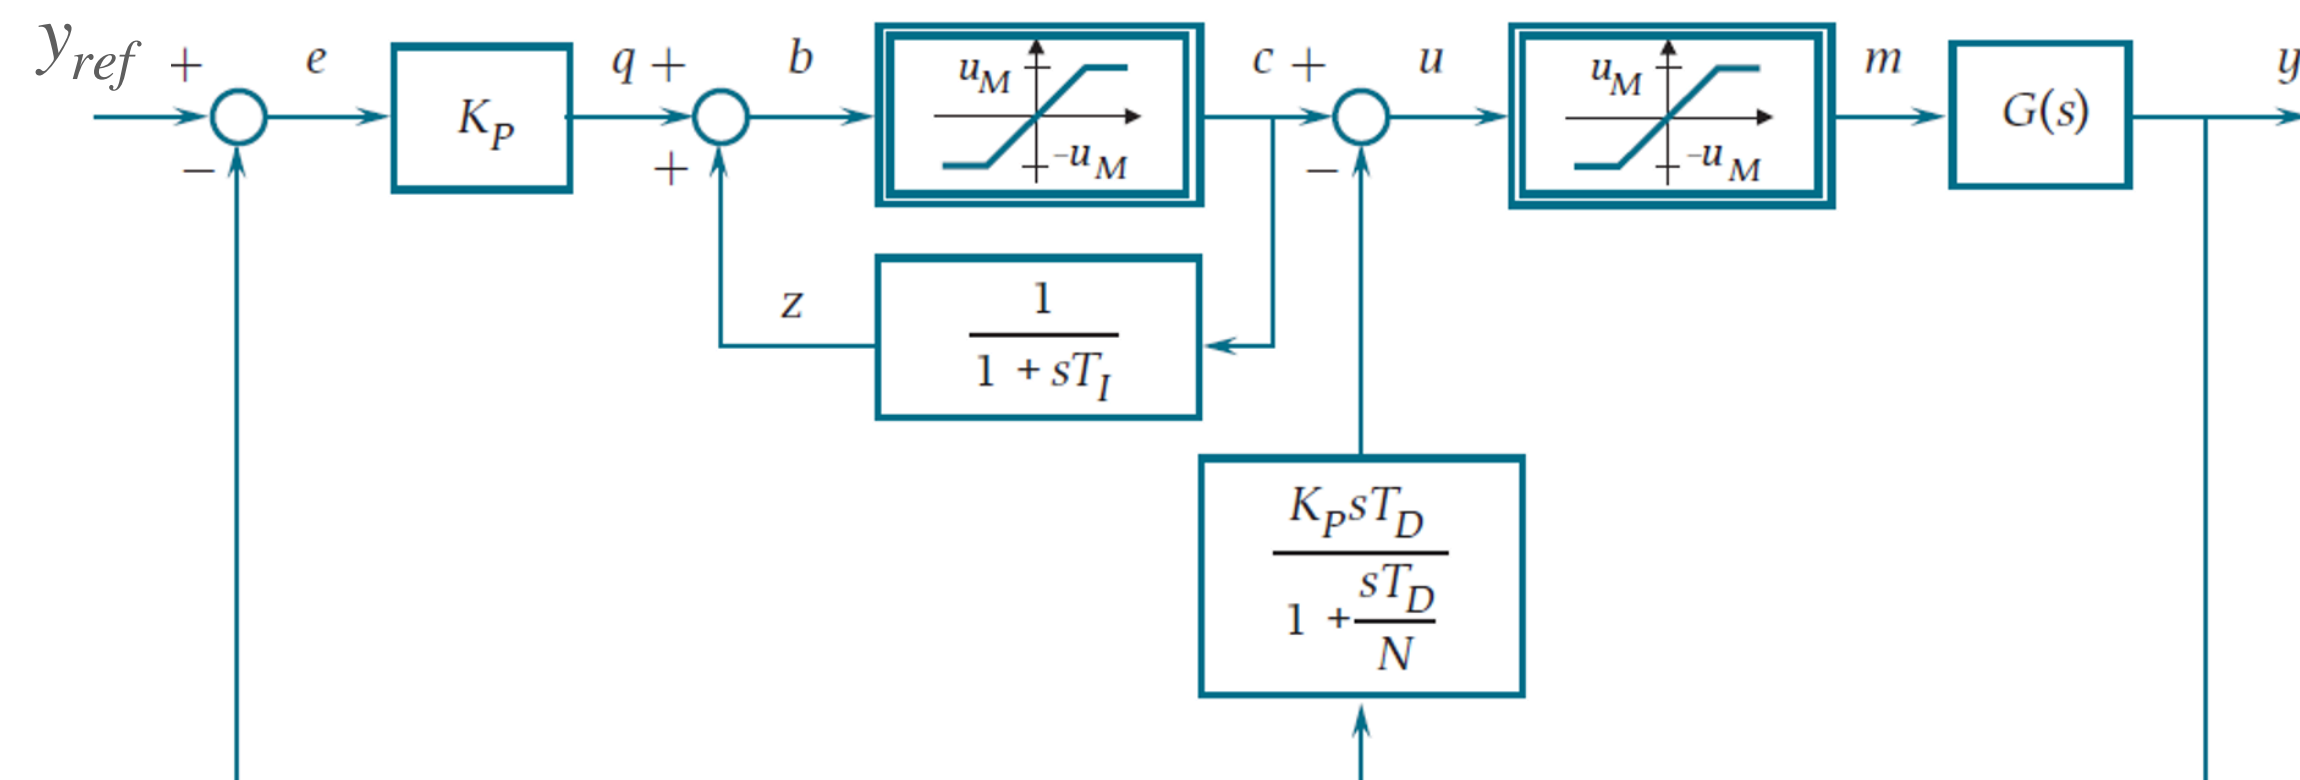 y_ref + e q + b c + u m y
K_P
u_M
-u_M
u_M
-u_M
G(s)
−
+
−
z
1
1 + sT_I
K_P sT_D
sT_D
1 +
N